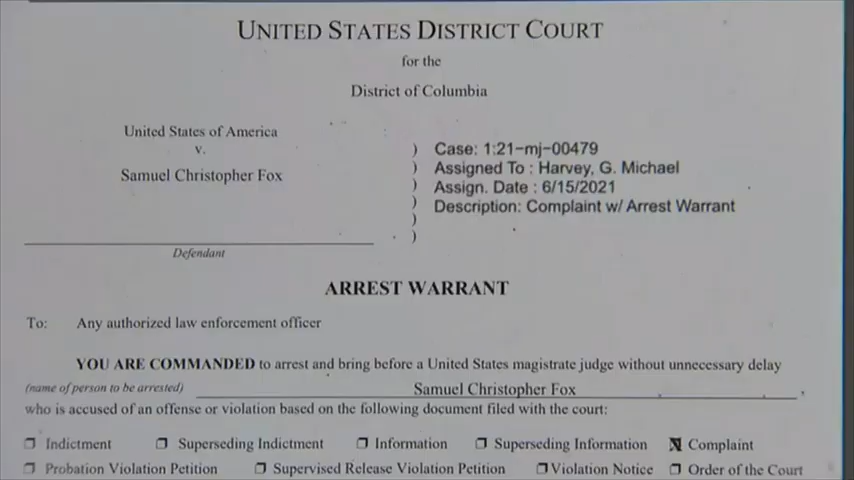 UNITED STATES DISTRICT COURT
for the
District of Columbia
United States of America
v.
Samuel Christopher Fox
Defendant
)
)
)
)
)
)
Case: 1:21-mj-00479
Assigned To : Harvey, G. Michael
Assign. Date : 6/15/2021
Description: Complaint w/ Arrest Warrant
ARREST WARRANT
To: Any authorized law enforcement officer
YOU ARE COMMANDED to arrest and bring before a United States magistrate judge without unnecessary delay
(name of person to be arrested) Samuel Christopher Fox ,
who is accused of an offense or violation based on the following document filed with the court:
Indictment Superseding Indictment Information Superseding Information Complaint
Probation Violation Petition Supervised Release Violation Petition Violation Notice Order of the Court